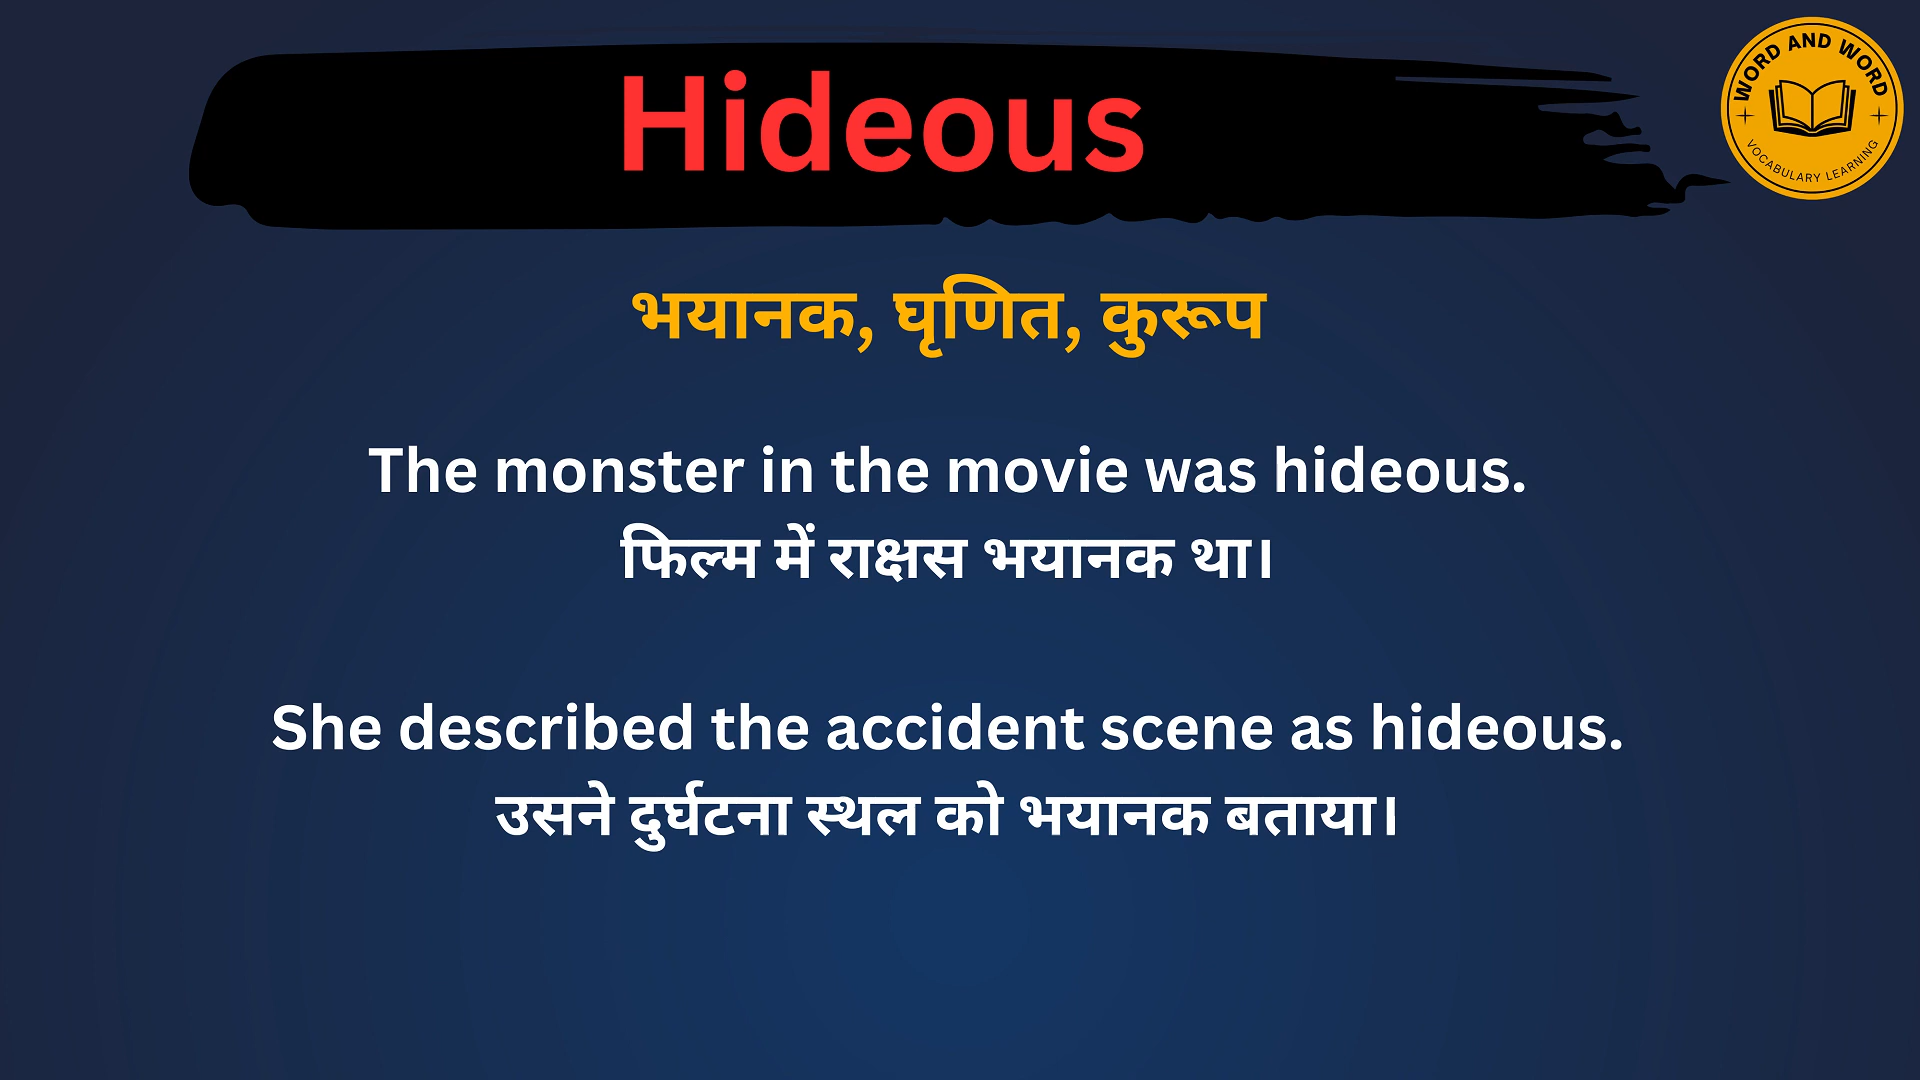 Hideous
WORD AND WORD
VOCABULARY LEARNING
भयानक, घृणित, कुरूप
The monster in the movie was hideous.
फिल्म में राक्षस भयानक था।
She described the accident scene as hideous.
उसने दुर्घटना स्थल को भयानक बताया।